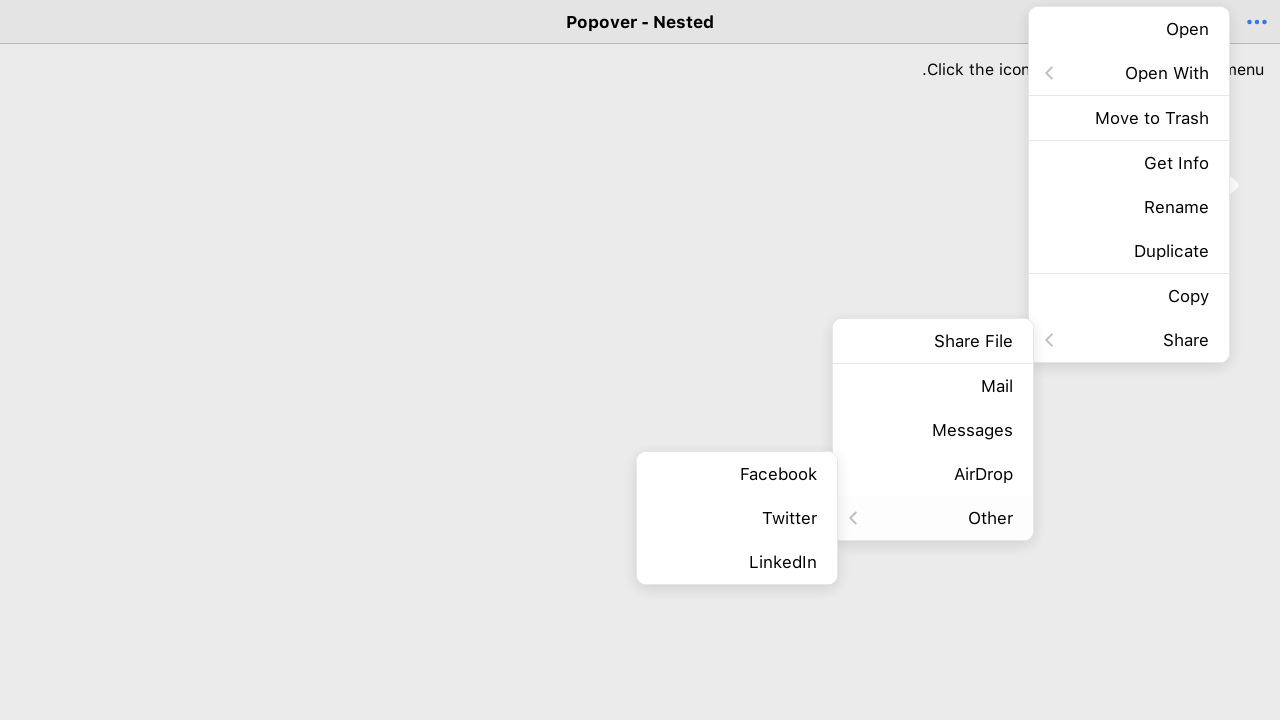 Popover - Nested
.Click the icon
menu
Open
Open With
Move to Trash
Get Info
Rename
Duplicate
Copy
Share
Share File
Mail
Messages
AirDrop
Other
Facebook
Twitter
LinkedIn